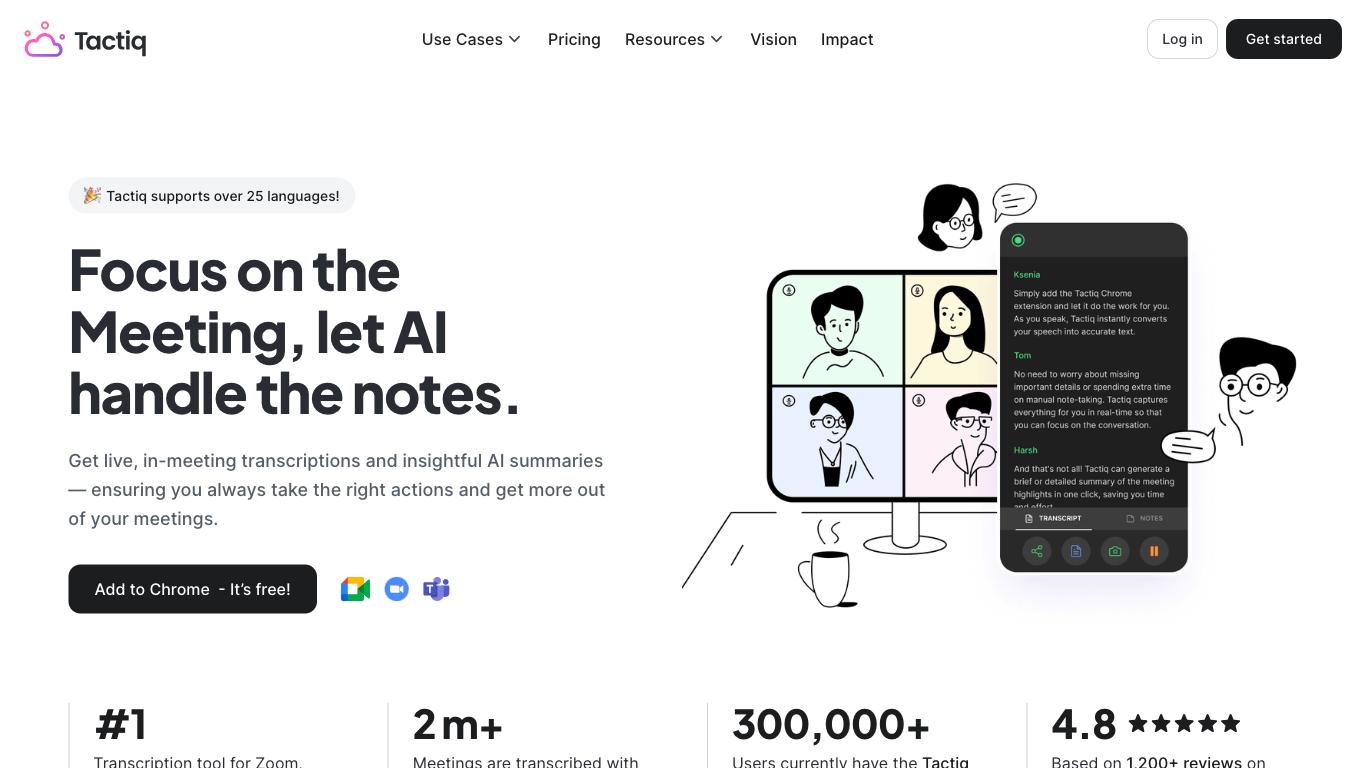 Tactiq
Use Cases
Pricing
Resources
Vision
Impact
Log in
Get started
Tactiq supports over 25 languages!
Focus on the
Meeting, let AI
handle the notes.
Get live, in-meeting transcriptions and insightful AI summaries
— ensuring you always take the right actions and get more out
of your meetings.
Add to Chrome - It’s free!
Ksenia
Simply add the Tactiq Chrome
extension and let it do the work for you.
As you speak, Tactiq instantly converts
your speech into accurate text.
Tom
No need to worry about missing
important details or spending extra time
on manual note-taking. Tactiq captures
everything for you in real-time so that
you can focus on the conversation.
Harsh
And that's not all! Tactiq can generate a
brief or detailed summary of the meeting
highlights in one click, saving you time
and effort.
TRANSCRIPT
NOTES
#1
Transcription tool for Zoom,
2 m+
Meetings are transcribed with
300,000+
Users currently have the Tactiq
4.8
Based on 1,200+ reviews on